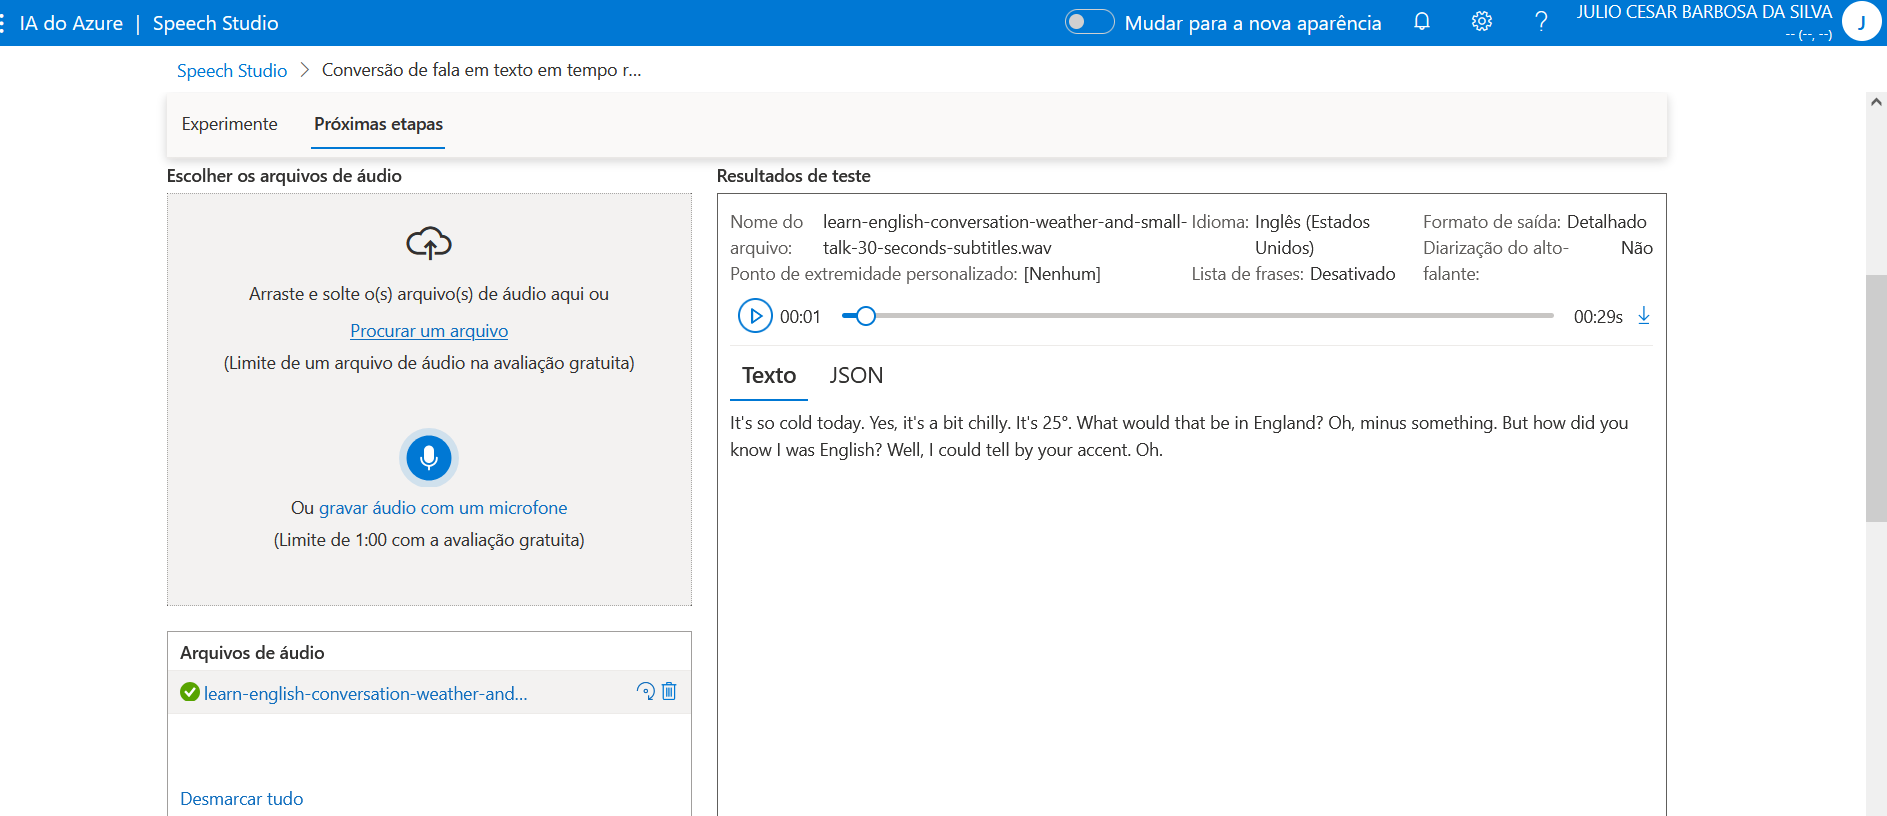 IA do Azure | Speech Studio
Mudar para a nova aparência
?
JULIO CESAR BARBOSA DA SILVA
-- (--, --)
J
Speech Studio > Conversão de fala em texto em tempo r...
Experimente
Próximas etapas
Escolher os arquivos de áudio
Arraste e solte o(s) arquivo(s) de áudio aqui ou
Procurar um arquivo
(Limite de um arquivo de áudio na avaliação gratuita)
Ou gravar áudio com um microfone
(Limite de 1:00 com a avaliação gratuita)
Arquivos de áudio
learn-english-conversation-weather-and...
Desmarcar tudo
Resultados de teste
Nome do arquivo: learn-english-conversation-weather-and-small-talk-30-seconds-subtitles.wav
Idioma: Inglês (Estados Unidos)
Formato de saída: Detalhado
Diarização do alto-falante: Não
Ponto de extremidade personalizado: [Nenhum]
Lista de frases: Desativado
00:01
00:29s
Texto
JSON
It's so cold today. Yes, it's a bit chilly. It's 25°. What would that be in England? Oh, minus something. But how did you
know I was English? Well, I could tell by your accent. Oh.